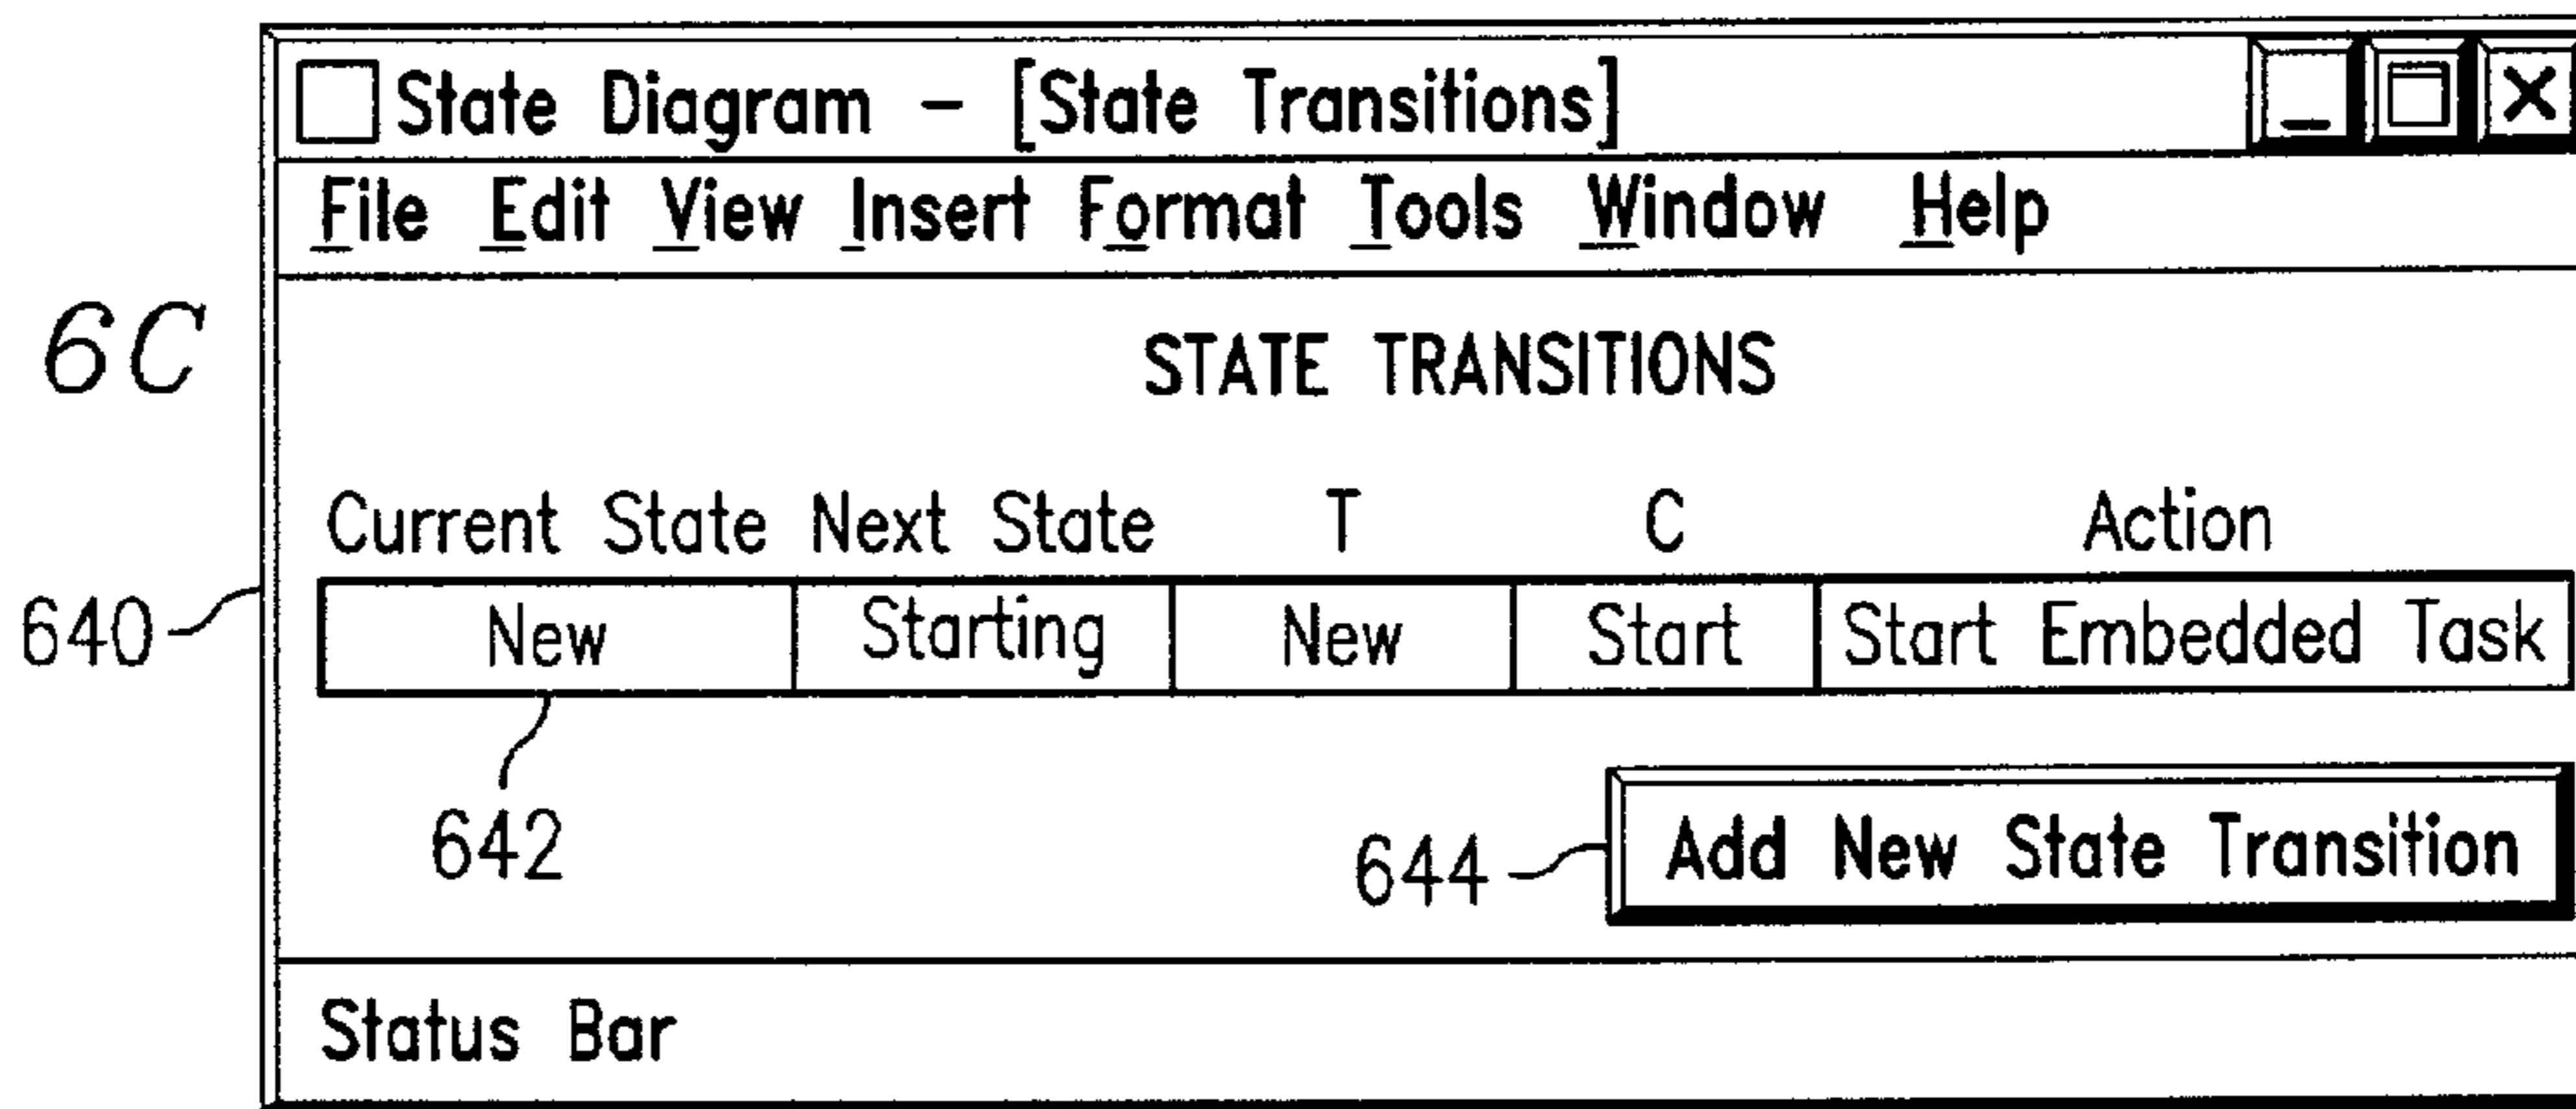 State Diagram – [State Transitions]
File Edit View Insert Format Tools Window Help
6C
STATE TRANSITIONS
Current State Next State T C Action
640
New Starting New Start Start Embedded Task
642
644
Add New State Transition
Status Bar